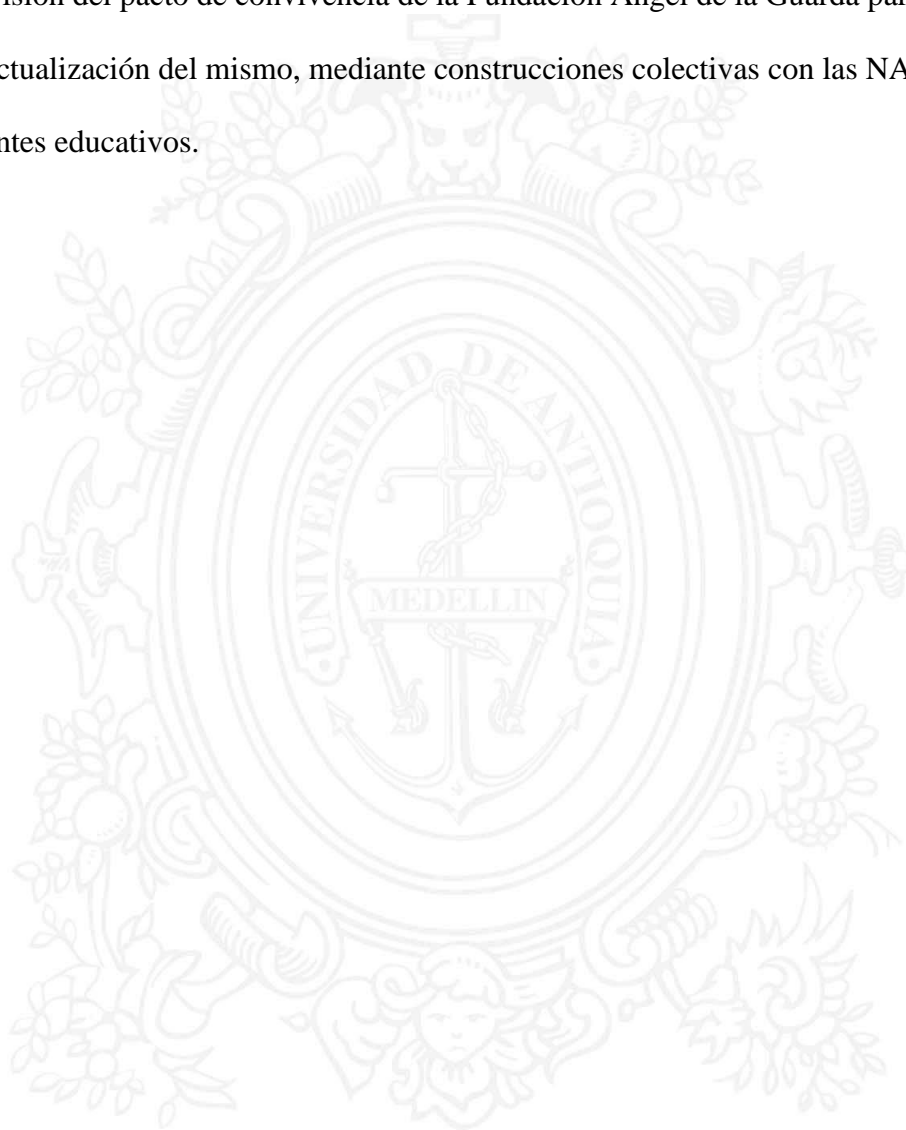 visión del pacto de convivencia de la Fundación Ángel de la Guarda par
ctualización del mismo, mediante construcciones colectivas con las NA
ntes educativos.
UNIVERSIDAD DE ANTIOQUIA
MEDELLIN